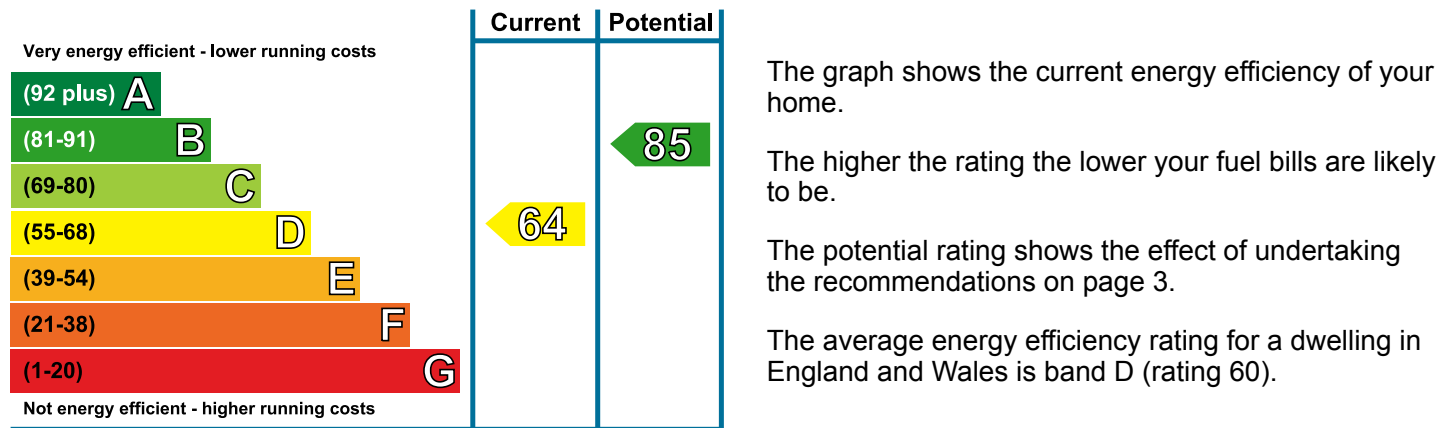 Current Potential
Very energy efficient - lower running costs
(92 plus) A
(81-91) B
85
(69-80) C
(55-68) D
64
(39-54) E
(21-38) F
(1-20) G
Not energy efficient - higher running costs
The graph shows the current energy efficiency of your
home.
The higher the rating the lower your fuel bills are likely
to be.
The potential rating shows the effect of undertaking
the recommendations on page 3.
The average energy efficiency rating for a dwelling in
England and Wales is band D (rating 60).